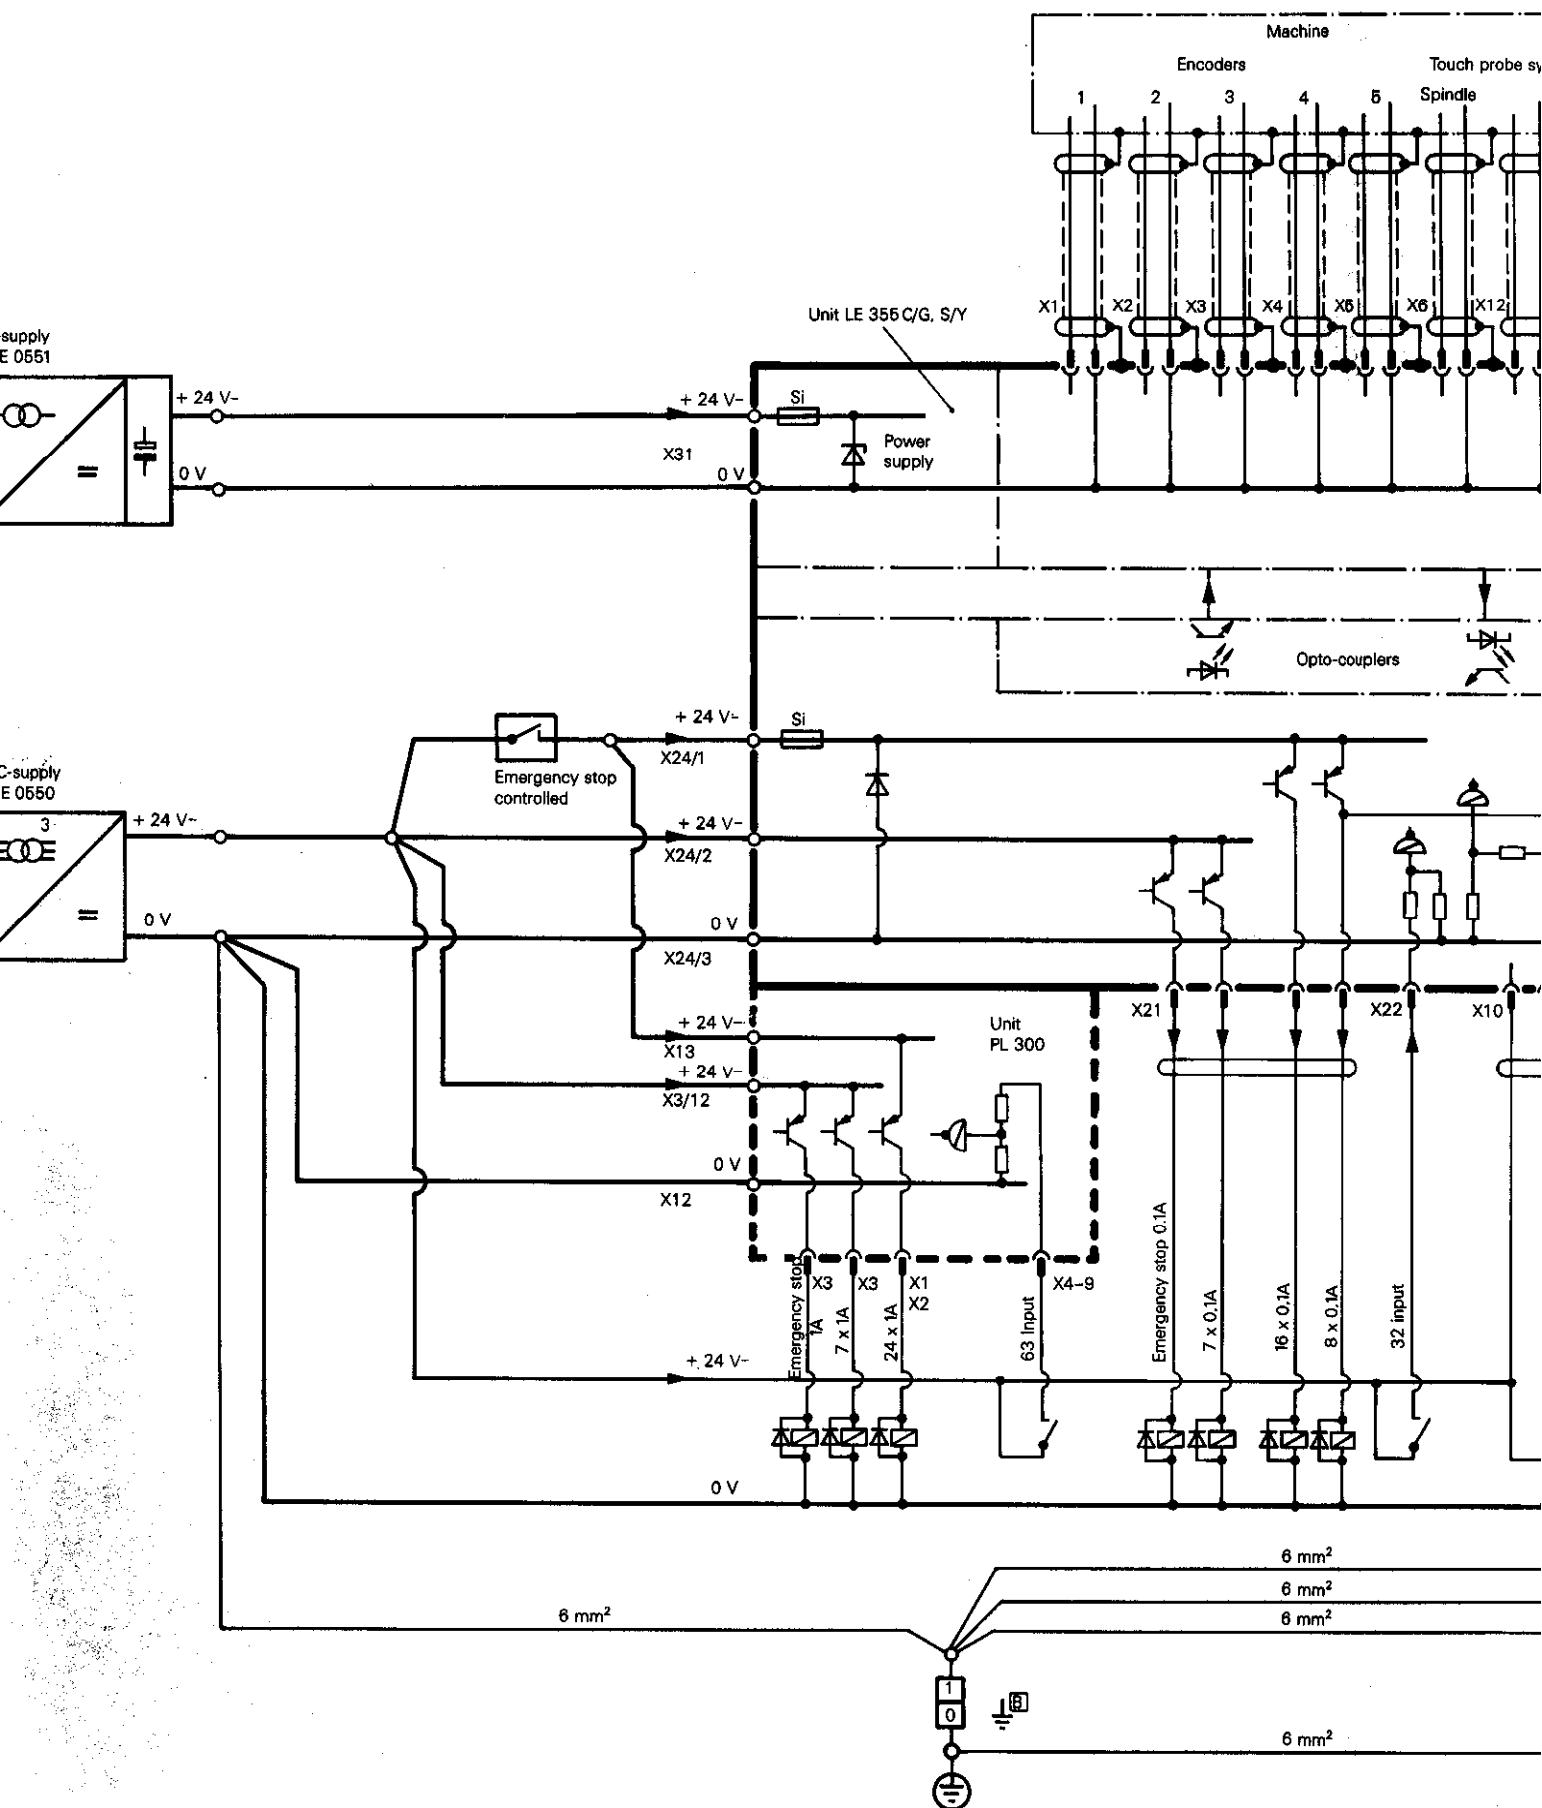 Machine
Encoders
Touch probe sy
1
2
3
4
5
Spindle
X1
X2
X3
X4
X5
X6
X12
Unit LE 355 C/G, S/Y
-supply
E 0551
+ 24 V-
+ 24 V-
Si
X31
Power
supply
0 V
0 V
Opto-couplers
+ 24 V-
Si
X24/1
Emergency stop
controlled
C-supply
E 0550
3
+ 24 V-
+ 24 V-
X24/2
0 V
0 V
X24/3
X21
X22
X10
+ 24 V-
Unit
PL 300
X13
+ 24 V-
X3/12
0 V
X12
X3
X3
X1
X2
X4-9
Emergency stop
1A
7 x 1A
24 x 1A
63 Input
Emergency stop 0.1A
7 x 0.1A
16 x 0.1A
8 x 0.1A
32 input
+ 24 V-
0 V
6 mm²
6 mm²
6 mm²
6 mm²
1
0
B
6 mm²